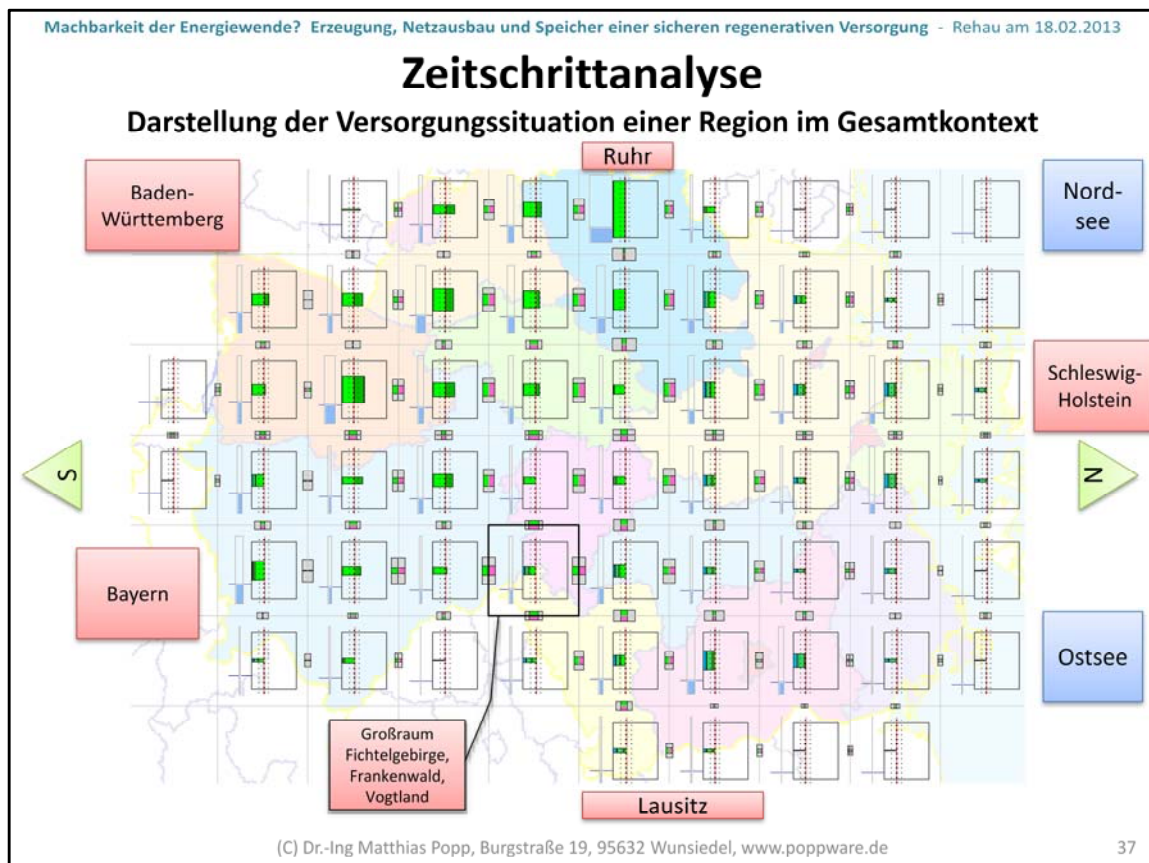 Machbarkeit der Energiewende? Erzeugung, Netzausbau und Speicher einer sicheren regenerativen Versorgung - Rehau am 18.02.2013
Zeitschrittanalyse
Darstellung der Versorgungssituation einer Region im Gesamtkontext
Ruhr
Baden-
Württemberg
Nord-
see
Schleswig-
Holstein
S
N
Bayern
Ostsee
Großraum
Fichtelgebirge,
Frankenwald,
Vogtland
Lausitz
(C) Dr.-Ing Matthias Popp, Burgstraße 19, 95632 Wunsiedel, www.poppware.de
37